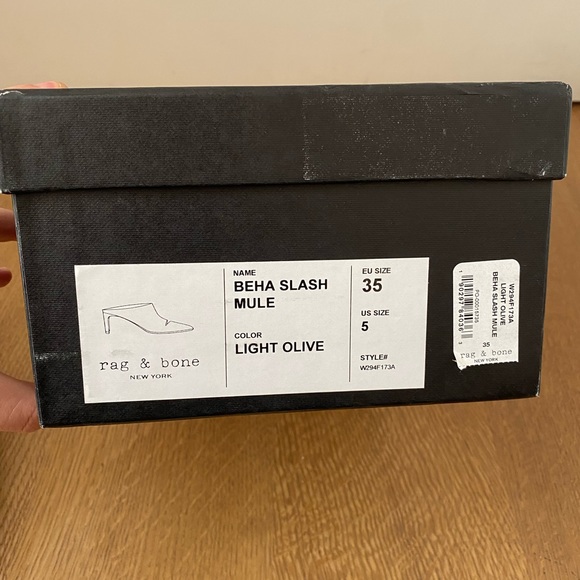 NAME
BEHA SLASH
MULE
COLOR
LIGHT OLIVE
EU SIZE
35
US SIZE
5
STYLE#
W294F173A
rag & bone
NEW YORK
W294F173A
LIGHT OLIVE
BEHA SLASH MULE
35
rag & bone
NEW YORK